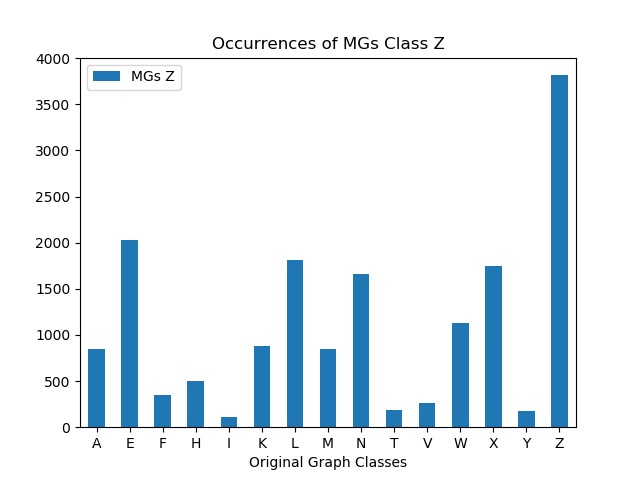 Occurrences of MGs Class Z
MGs Z
4000
3500
3000
2500
2000
1500
1000
500
0
A E F H I K L M N T V W X Y Z
Original Graph Classes